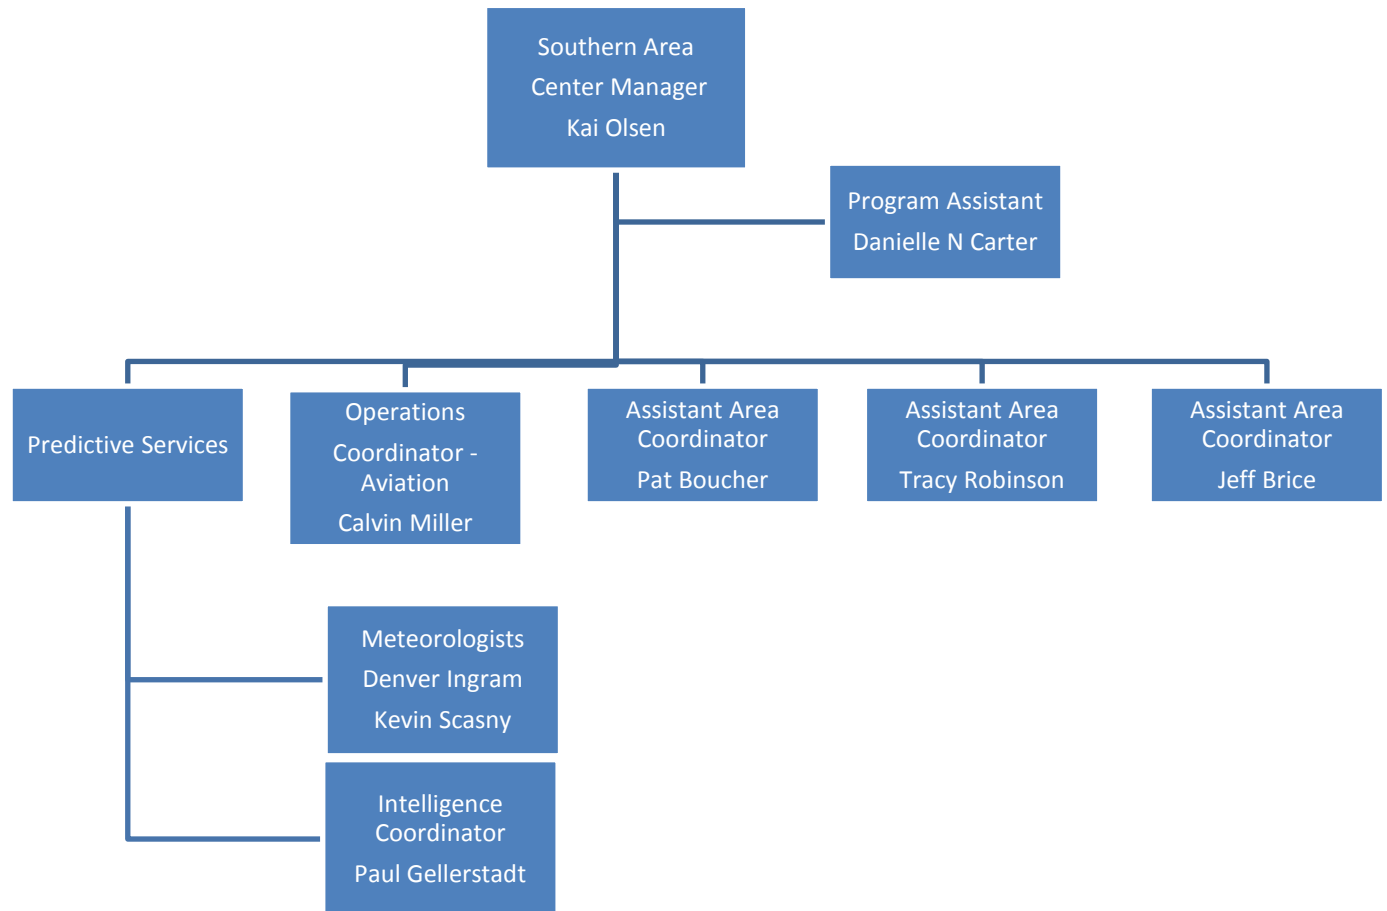 Southern Area
Center Manager
Kai Olsen
Program Assistant
Danielle N Carter
Predictive Services
Operations
Coordinator -
Aviation
Calvin Miller
Assistant Area
Coordinator
Pat Boucher
Assistant Area
Coordinator
Tracy Robinson
Assistant Area
Coordinator
Jeff Brice
Meteorologists
Denver Ingram
Kevin Scasny
Intelligence
Coordinator
Paul Gellerstadt